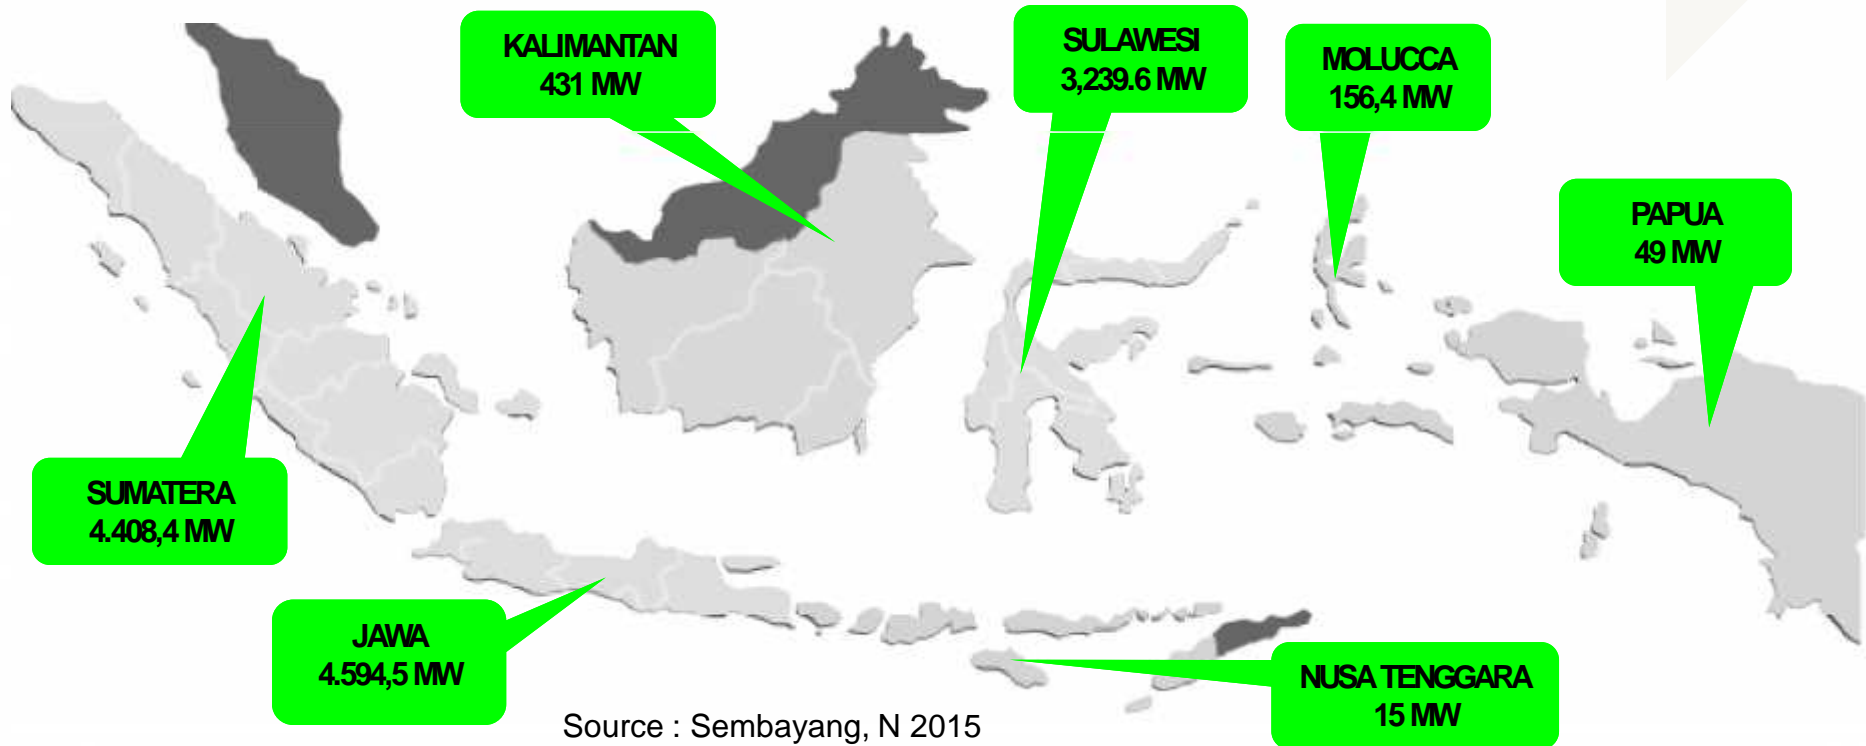 KALIMANTAN
431 MW
SULAWESI
3,239.6 MW
MOLUCCA
156,4 MW
PAPUA
49 MW
SUMATERA
4.408,4 MW
JAWA
4.594,5 MW
NUSA TENGGARA
15 MW
Source : Sembayang, N 2015